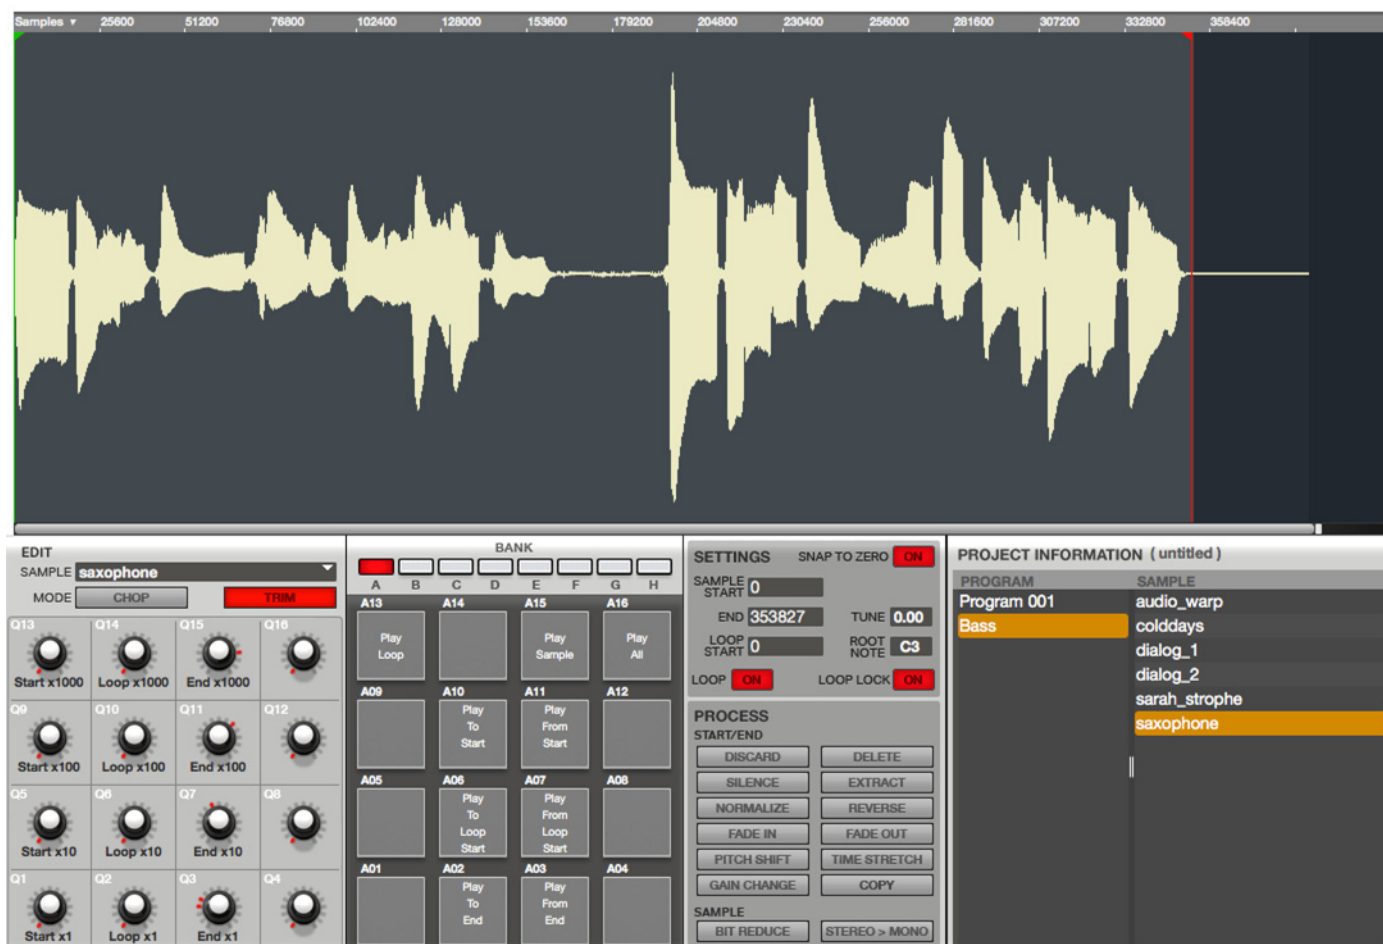 Samples ▾ 25600 51200 76800 102400 128000 153600 179200 204800 230400 256000 281600 307200 332800 358400
EDIT
SAMPLE saxophone
MODE CHOP TRIM
Q13 Q14 Q15 Q16
Start x1000 Loop x1000 End x1000
Q9 Q10 Q11 Q12
Start x100 Loop x100 End x100
Q5 Q6 Q7 Q8
Start x10 Loop x10 End x10
Q1 Q2 Q3 Q4
Start x1 Loop x1 End x1
BANK
A B C D E F G H
A13 A14 A15 A16
Play Play Play
Loop Sample All
A09 A10 A11 A12
Play Play
To From
Start Start
A05 A06 A07 A08
Play Play
To From
Loop Loop
Start Start
A01 A02 A03 A04
Play Play
To From
End End
SETTINGS SNAP TO ZERO ON
SAMPLE
START 0
END 353827 TUNE 0.00
LOOP
START 0 ROOT
NOTE C3
LOOP ON LOOP LOCK ON
PROCESS
START/END
DISCARD DELETE
SILENCE EXTRACT
NORMALIZE REVERSE
FADE IN FADE OUT
PITCH SHIFT TIME STRETCH
GAIN CHANGE COPY
SAMPLE
BIT REDUCE STEREO > MONO
PROJECT INFORMATION ( untitled )
PROGRAM SAMPLE
Program 001 audio_warp
Bass colddays
dialog_1
dialog_2
sarah_strophe
saxophone